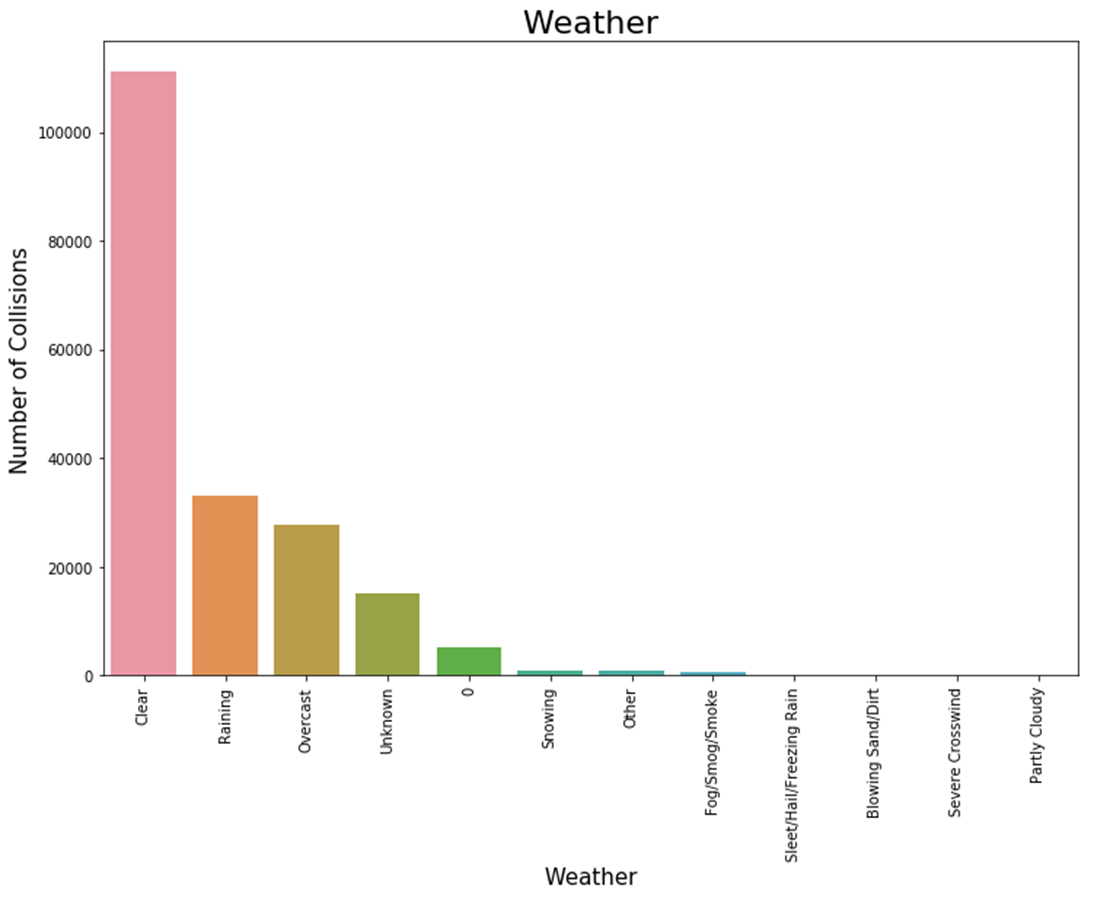 Weather
Number of Collisions
100000
80000
60000
40000
20000
0
Clear
Raining
Overcast
Unknown
0
Snowing
Other
Fog/Smog/Smoke
Sleet/Hail/Freezing Rain
Blowing Sand/Dirt
Severe Crosswind
Partly Cloudy
Weather